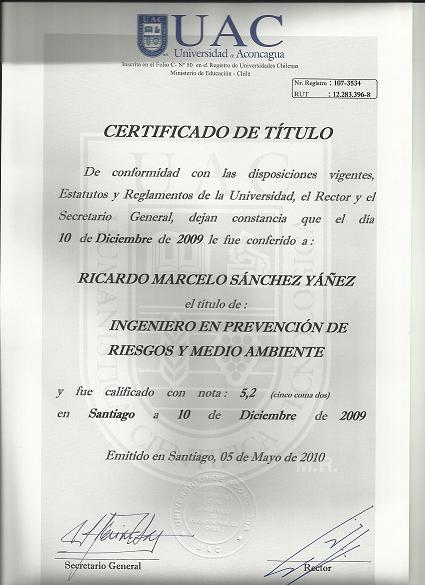 UAC
Universidad de Aconcagua
Inscrita en el Folio C- Nº 50 en el Registro de Universidades Chilenas
Ministerio de Educación - Chile
Nr. Registro : 107-3534
RUT : 12.283.396-8
CERTIFICADO DE TÍTULO
De conformidad con las disposiciones vigentes,
Estatutos y Reglamentos de la Universidad, el Rector y el
Secretario General, dejan constancia que el día
10 de Diciembre de 2009 le fue conferido a :
RICARDO MARCELO SÁNCHEZ YÁÑEZ
el título de :
INGENIERO EN PREVENCIÓN DE
RIESGOS Y MEDIO AMBIENTE
y fue calificado con nota : 5,2 (cinco coma dos)
en Santiago a 10 de Diciembre de 2009
Emitido en Santiago, 05 de Mayo de 2010
M.R.
UAC
Secretario General
Rector